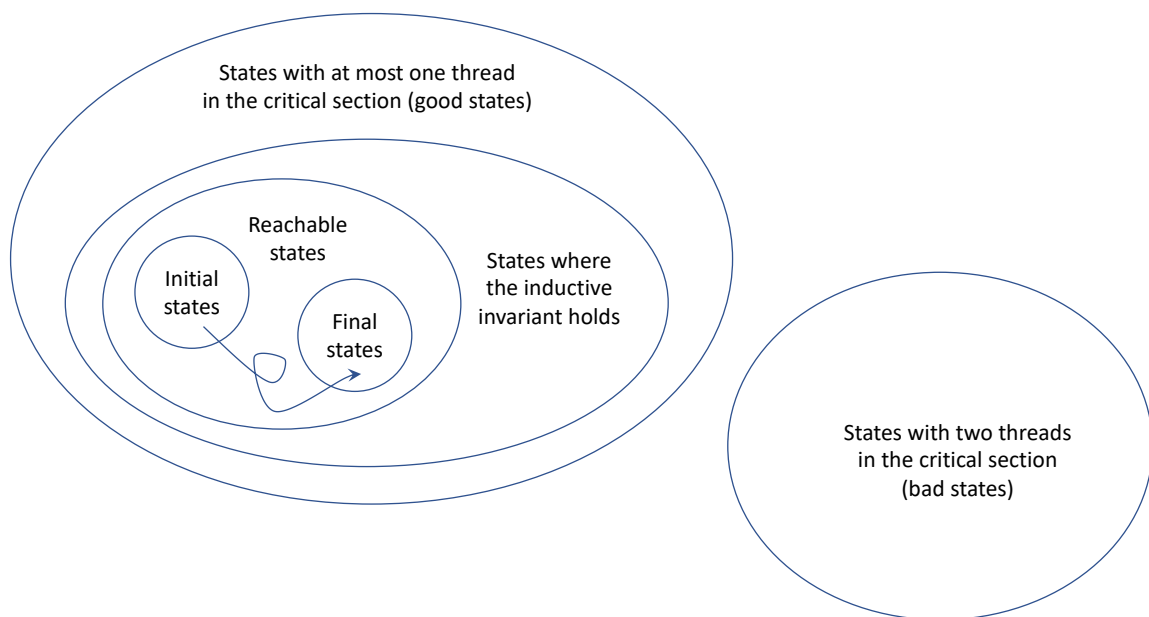 States with at most one thread
in the critical section (good states)
Reachable
states
Initial
states
States where
the inductive
invariant holds
Final
states
States with two threads
in the critical section
(bad states)